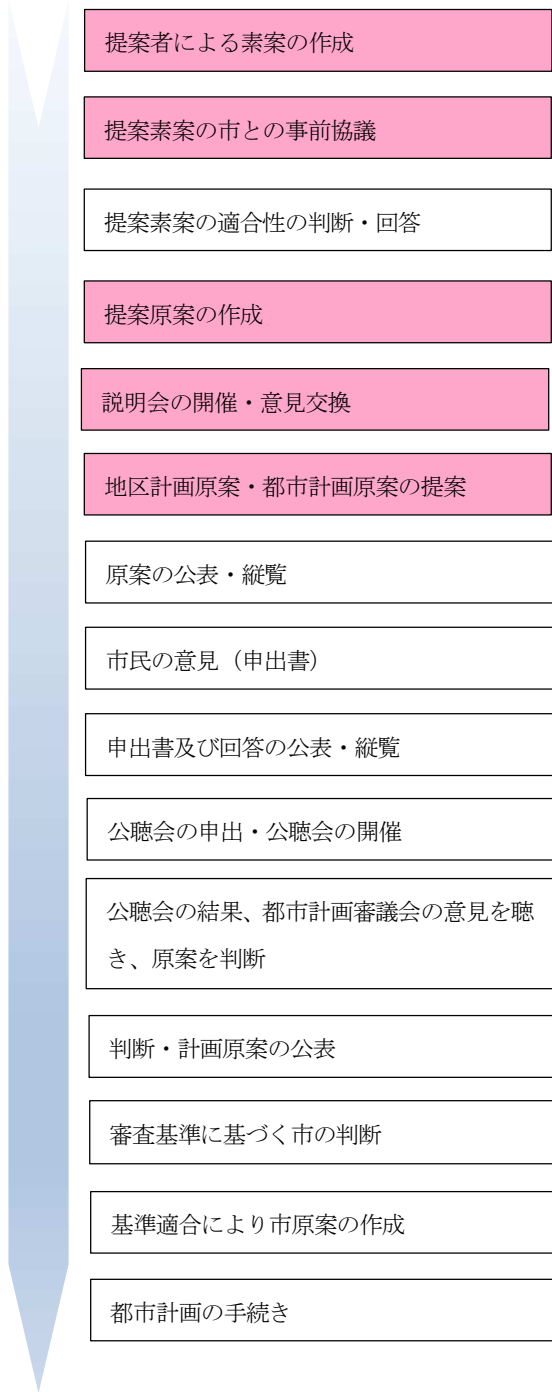 提案者による素案の作成
提案素案の市との事前協議
提案素案の適合性の判断・回答
提案原案の作成
説明会の開催・意見交換
地区計画原案・都市計画原案の提案
原案の公表・縦覧
市民の意見（申出書）
申出書及び回答の公表・縦覧
公聴会の申出・公聴会の開催
公聴会の結果、都市計画審議会の意見を聴
き、原案を判断
判断・計画原案の公表
審査基準に基づく市の判断
基準適合により市原案の作成
都市計画の手続き